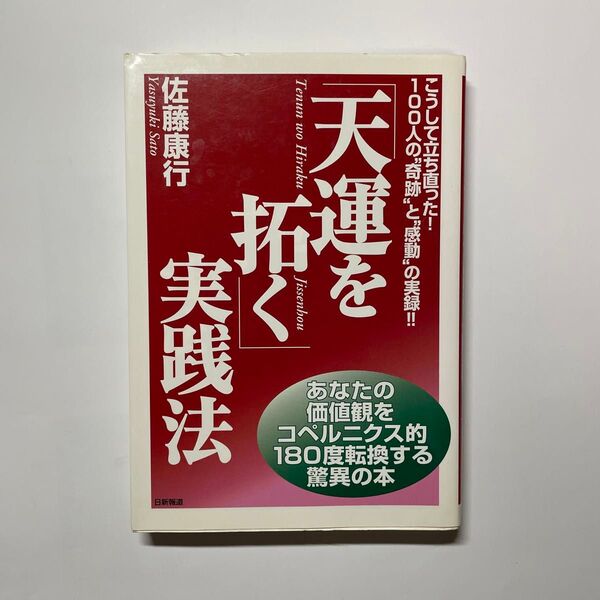 こうして立ち直った！
100人の"奇跡"と"感動"の実録!!
「天運を
Tenun wo Hiraku
拓く」
Jissenbou
実践法
佐藤康行
Yasuyuki Sato
あなたの
価値観を
コペルニクス的
180度転換する
驚異の本
日新報道